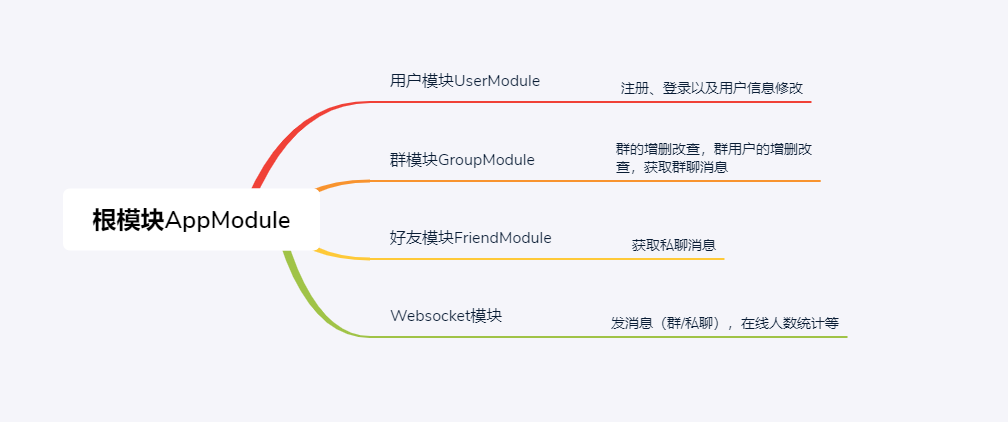 用户模块UserModule
注册、登录以及用户信息修改
群模块GroupModule
群的增删改查，群用户的增删改
查，获取群聊消息
根模块AppModule
好友模块FriendModule
获取私聊消息
Websocket模块
发消息（群/私聊），在线人数统计等